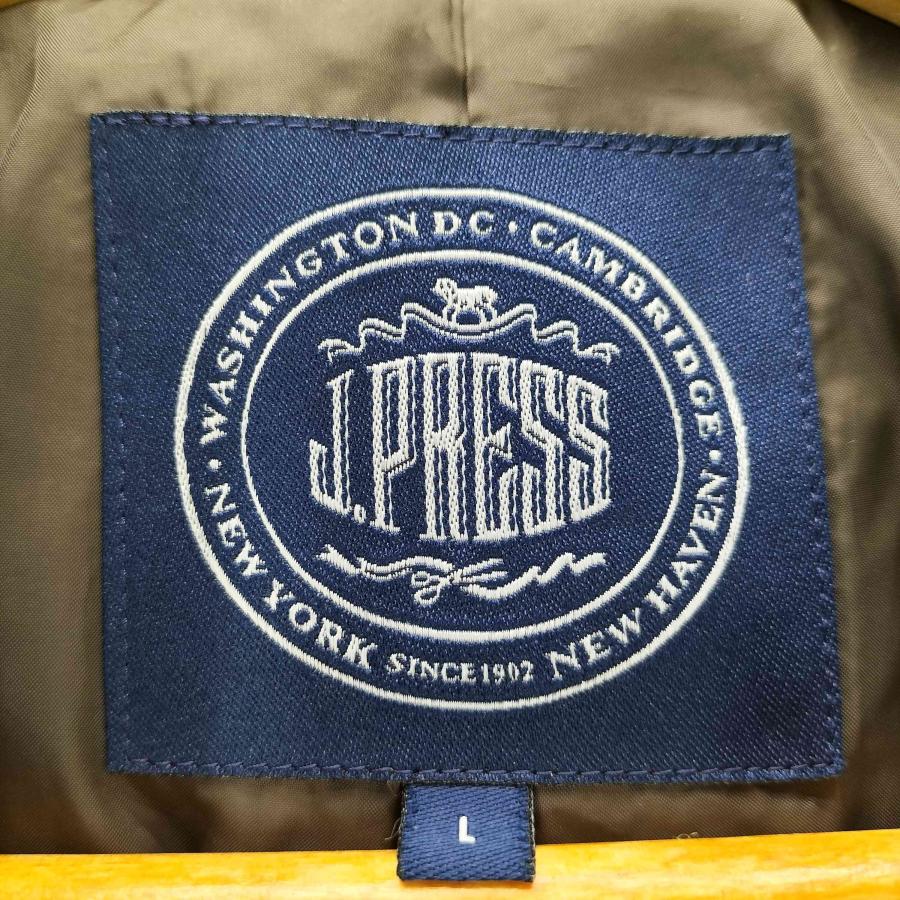 WASHINGTON DC · CAMBRIDGE ·
J.PRESS
· NEW YORK
SINCE 1902
NEW HAVEN
L